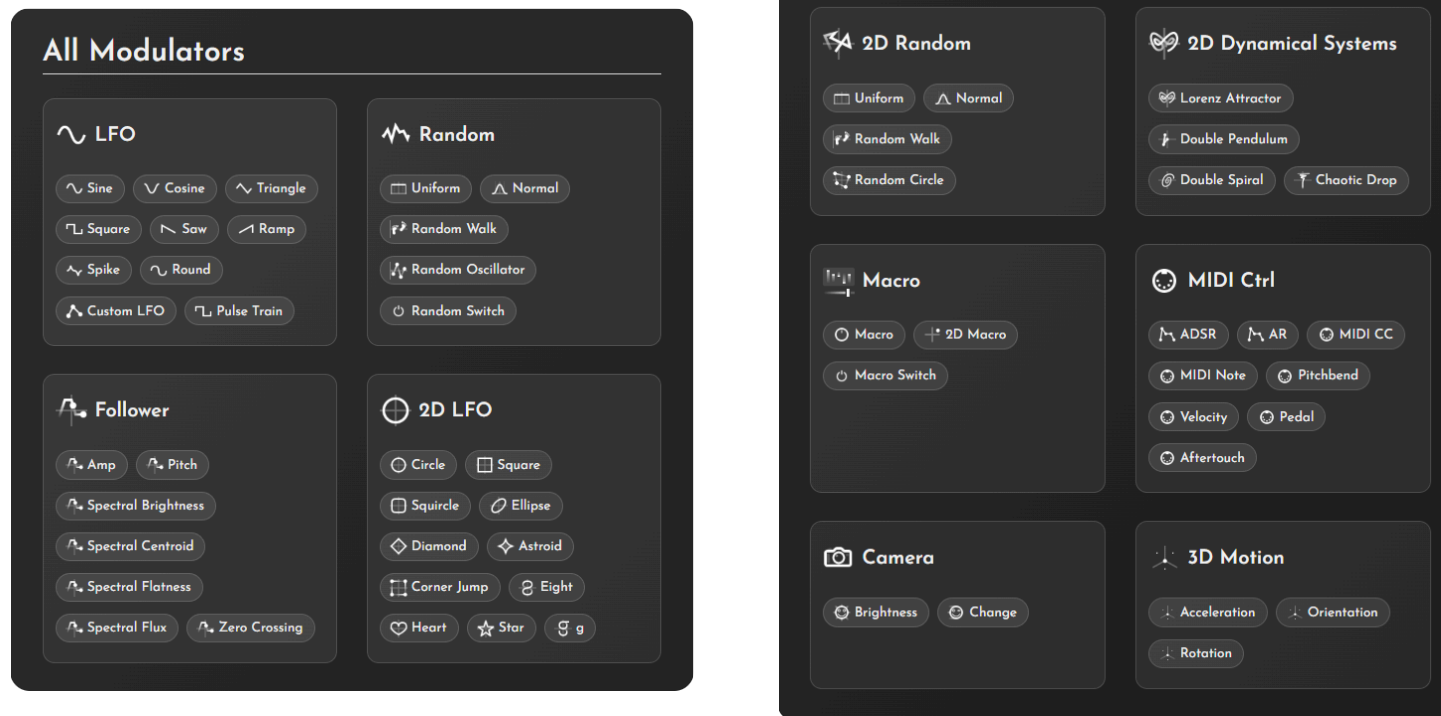 All Modulators
LFO
Sine Cosine Triangle
Square Saw Ramp
Spike Round
Custom LFO Pulse Train
Random
Uniform Normal
Random Walk
Random Oscillator
Random Switch
Follower
Amp Pitch
Spectral Brightness
Spectral Centroid
Spectral Flatness
Spectral Flux Zero Crossing
2D LFO
Circle Square
Squircle Ellipse
Diamond Astroid
Corner Jump Eight
Heart Star g
2D Random
Uniform Normal
Random Walk
Random Circle
2D Dynamical Systems
Lorenz Attractor
Double Pendulum
Double Spiral Chaotic Drop
Macro
Macro 2D Macro
Macro Switch
MIDI Ctrl
ADSR AR MIDI CC
MIDI Note Pitchbend
Velocity Pedal
Aftertouch
Camera
Brightness Change
3D Motion
Acceleration Orientation
Rotation